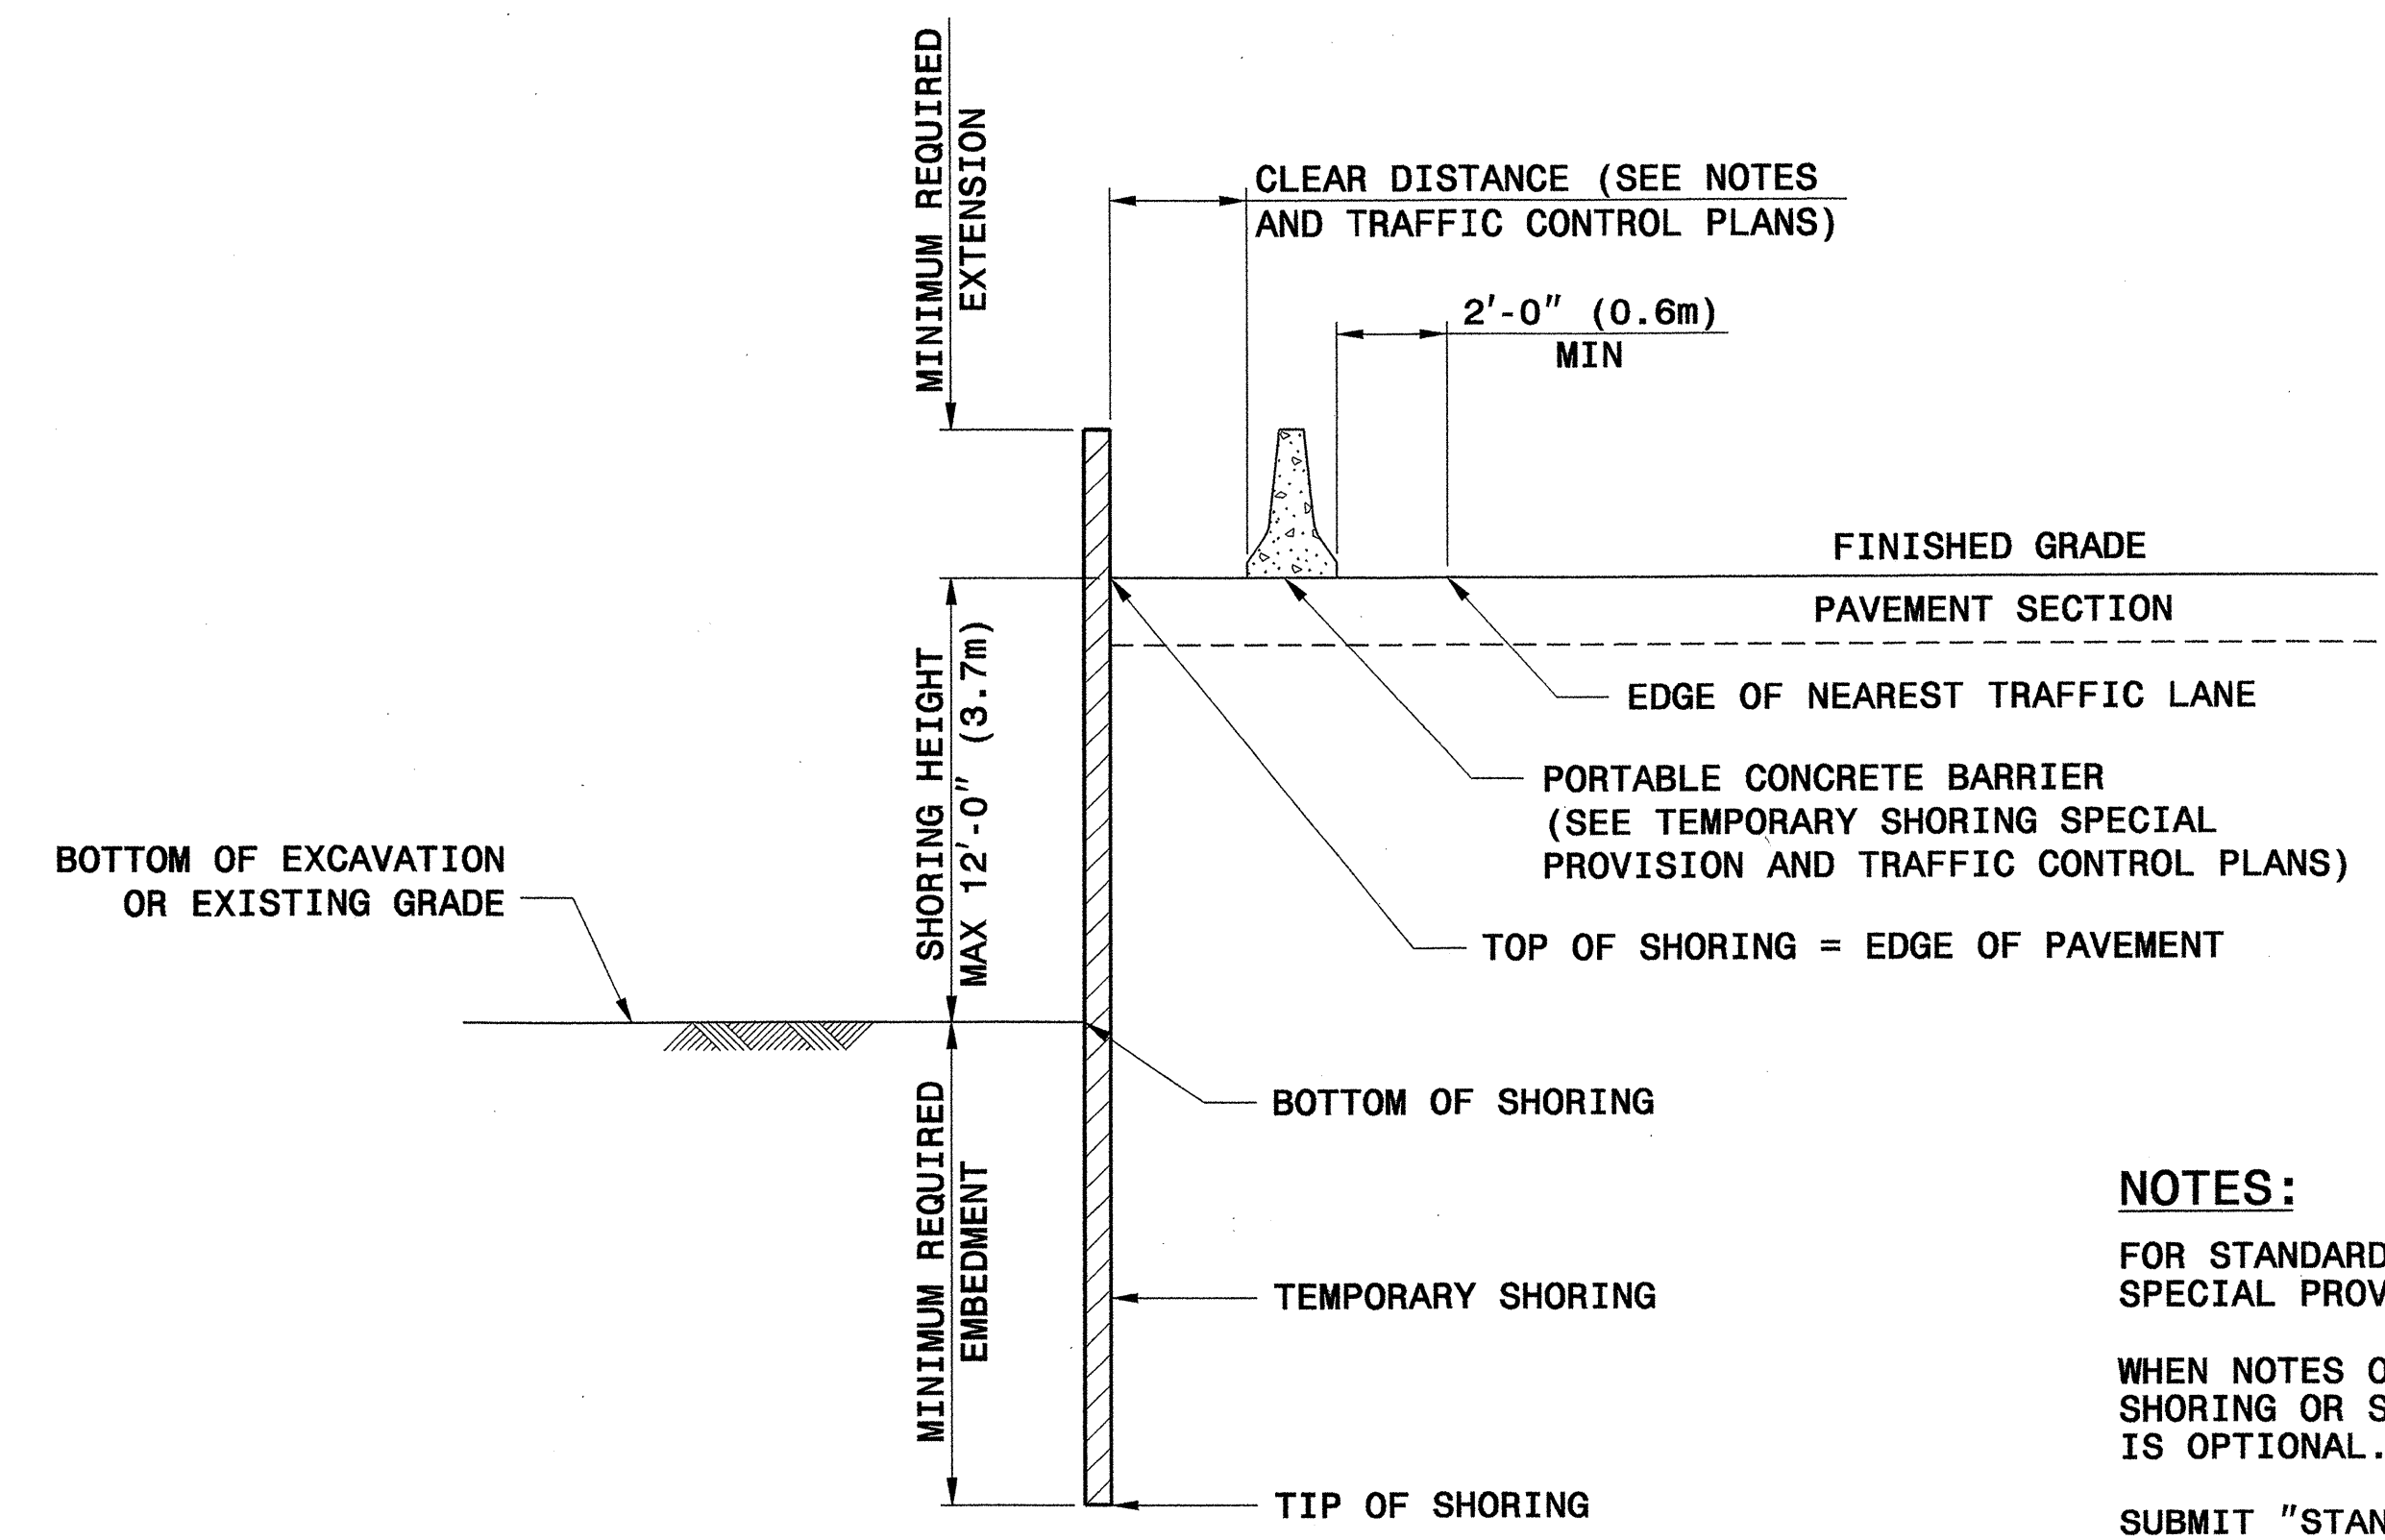 MINIMUM REQUIRED
EXTENSION
CLEAR DISTANCE (SEE NOTES
AND TRAFFIC CONTROL PLANS)
2'-0" (0.6m)
MIN
FINISHED GRADE
PAVEMENT SECTION
SHORING HEIGHT
MAX 12'-0" (3.7m)
EDGE OF NEAREST TRAFFIC LANE
PORTABLE CONCRETE BARRIER
(SEE TEMPORARY SHORING SPECIAL
PROVISION AND TRAFFIC CONTROL PLANS)
BOTTOM OF EXCAVATION
OR EXISTING GRADE
TOP OF SHORING = EDGE OF PAVEMENT
MINIMUM REQUIRED
EMBEDMENT
BOTTOM OF SHORING
TEMPORARY SHORING
TIP OF SHORING
NOTES:
FOR STANDARD
SPECIAL PROV
WHEN NOTES O
SHORING OR S
IS OPTIONAL.
SUBMIT "STAN